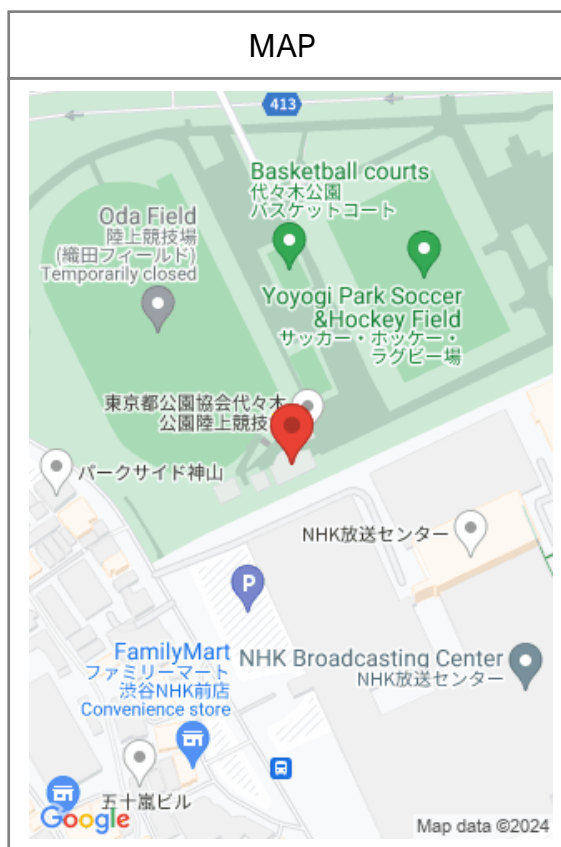 MAP
413
Basketball courts
代々木公園
バスケットコート
Oda Field
陸上競技場
(織田フィールド)
Temporarily closed
Yoyogi Park Soccer
&Hockey Field
サッカー・ホッケー・
ラグビー場
東京都公園協会代々木
公園陸上競技
パークサイド神山
NHK放送センター
P
FamilyMart
ファミリーマート
渋谷NHK前店
Convenience store
NHK Broadcasting Center
NHK放送センター
五十嵐ビル
Google
Map data ©2024